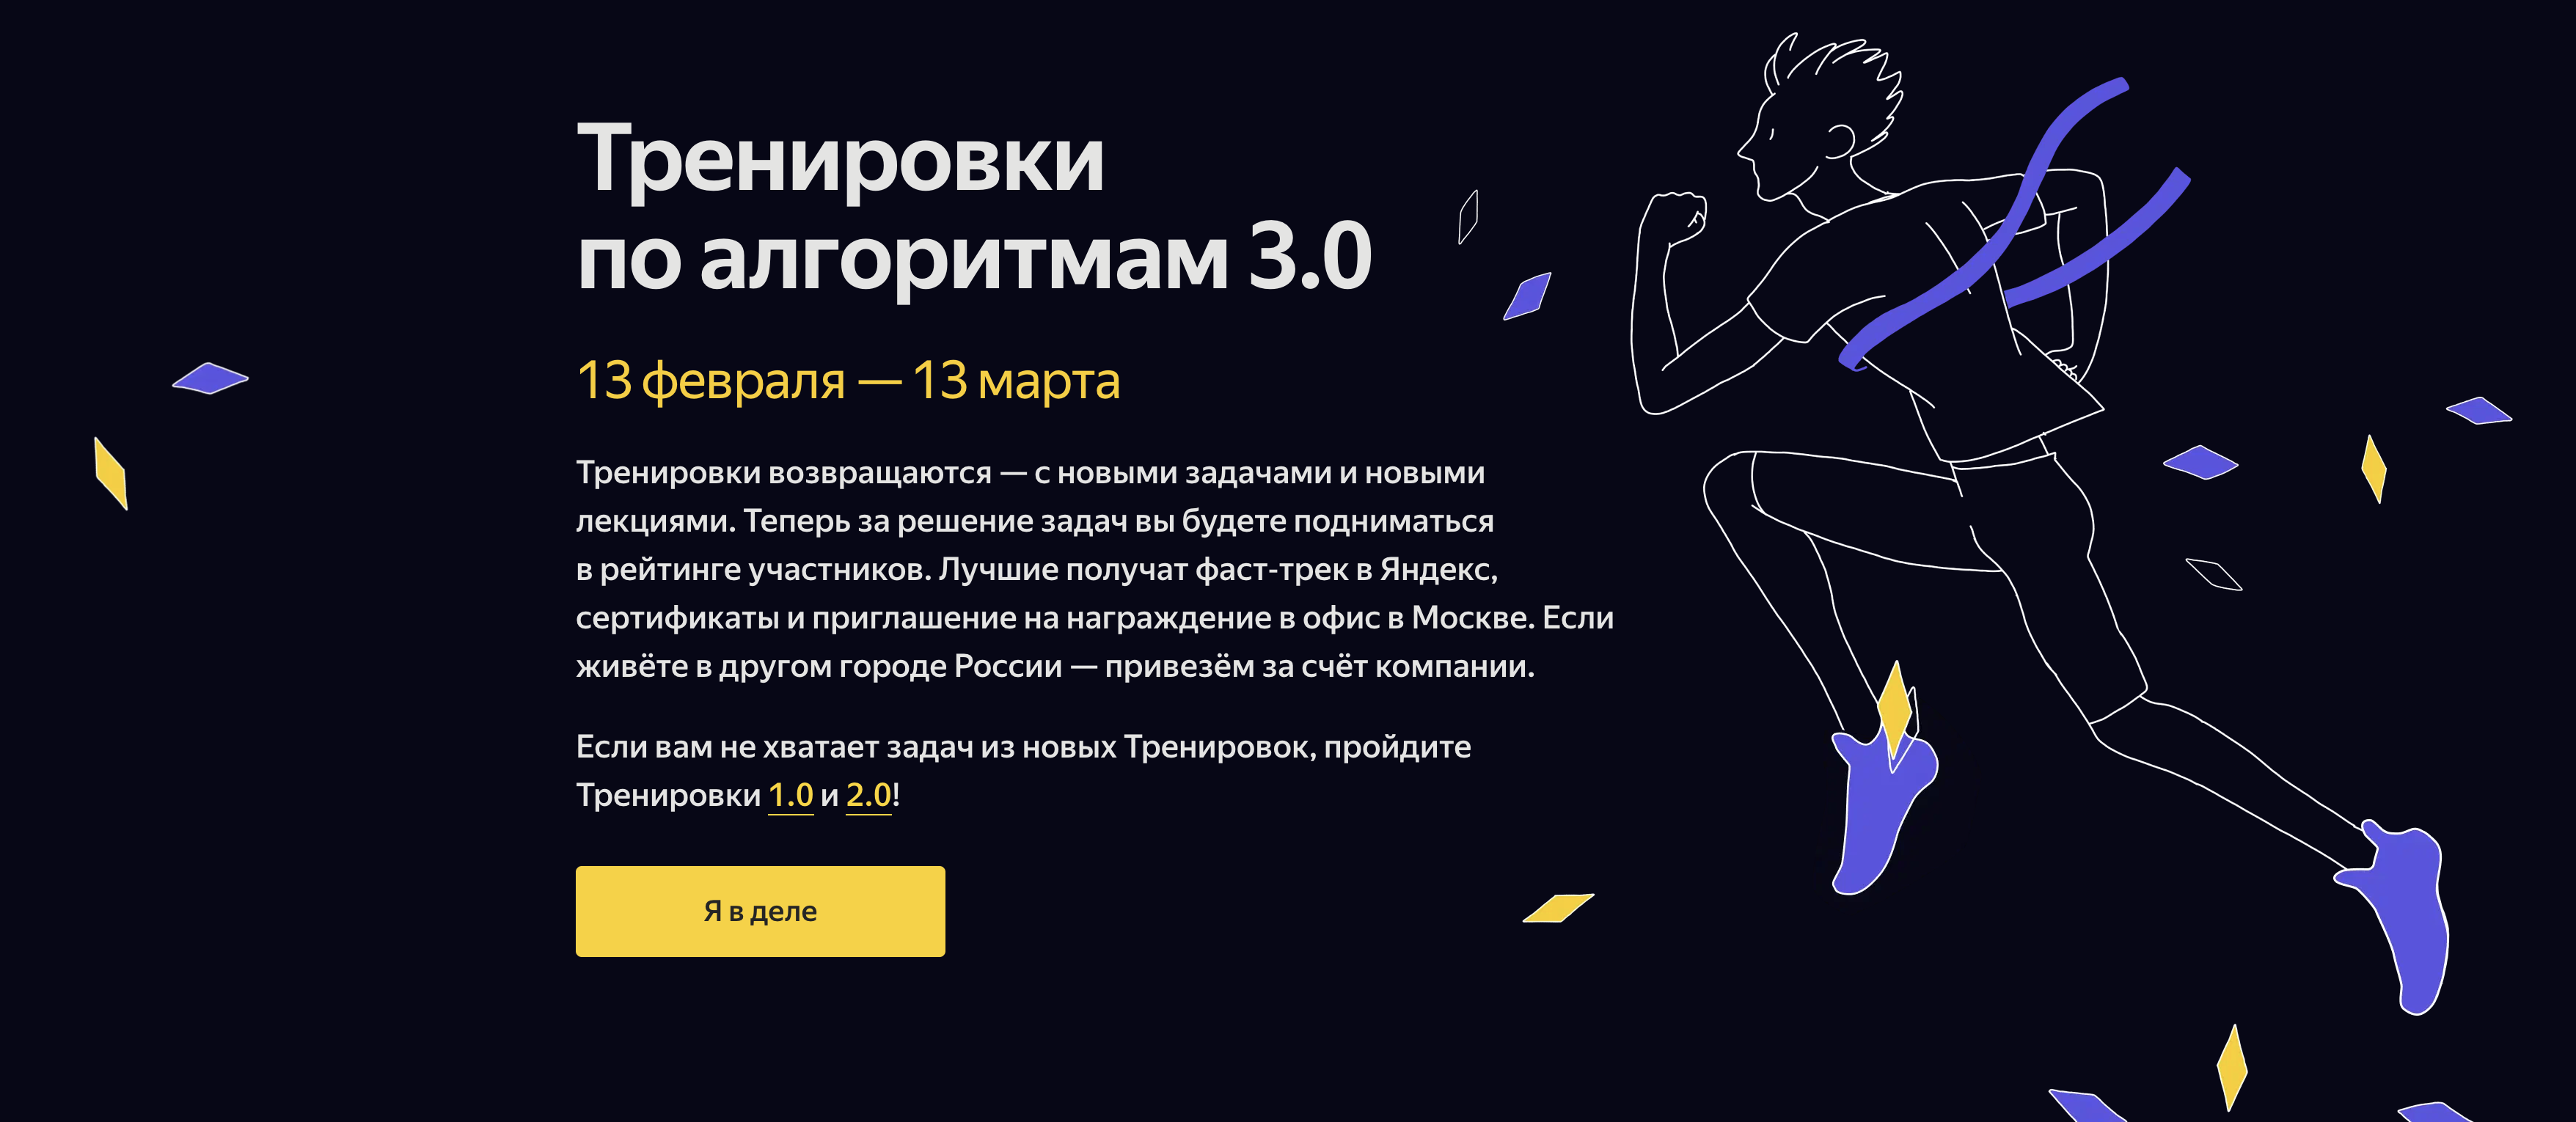 Тренировки
по алгоритмам 3.0
13 февраля — 13 марта
Тренировки возвращаются — с новыми задачами и новыми
лекциями. Теперь за решение задач вы будете подниматься
в рейтинге участников. Лучшие получат фаст-трек в Яндекс,
сертификаты и приглашение на награждение в офис в Москве. Если
живёте в другом городе России — привезём за счёт компании.
Если вам не хватает задач из новых Тренировок, пройдите
Тренировки 1.0 и 2.0!
Я в деле